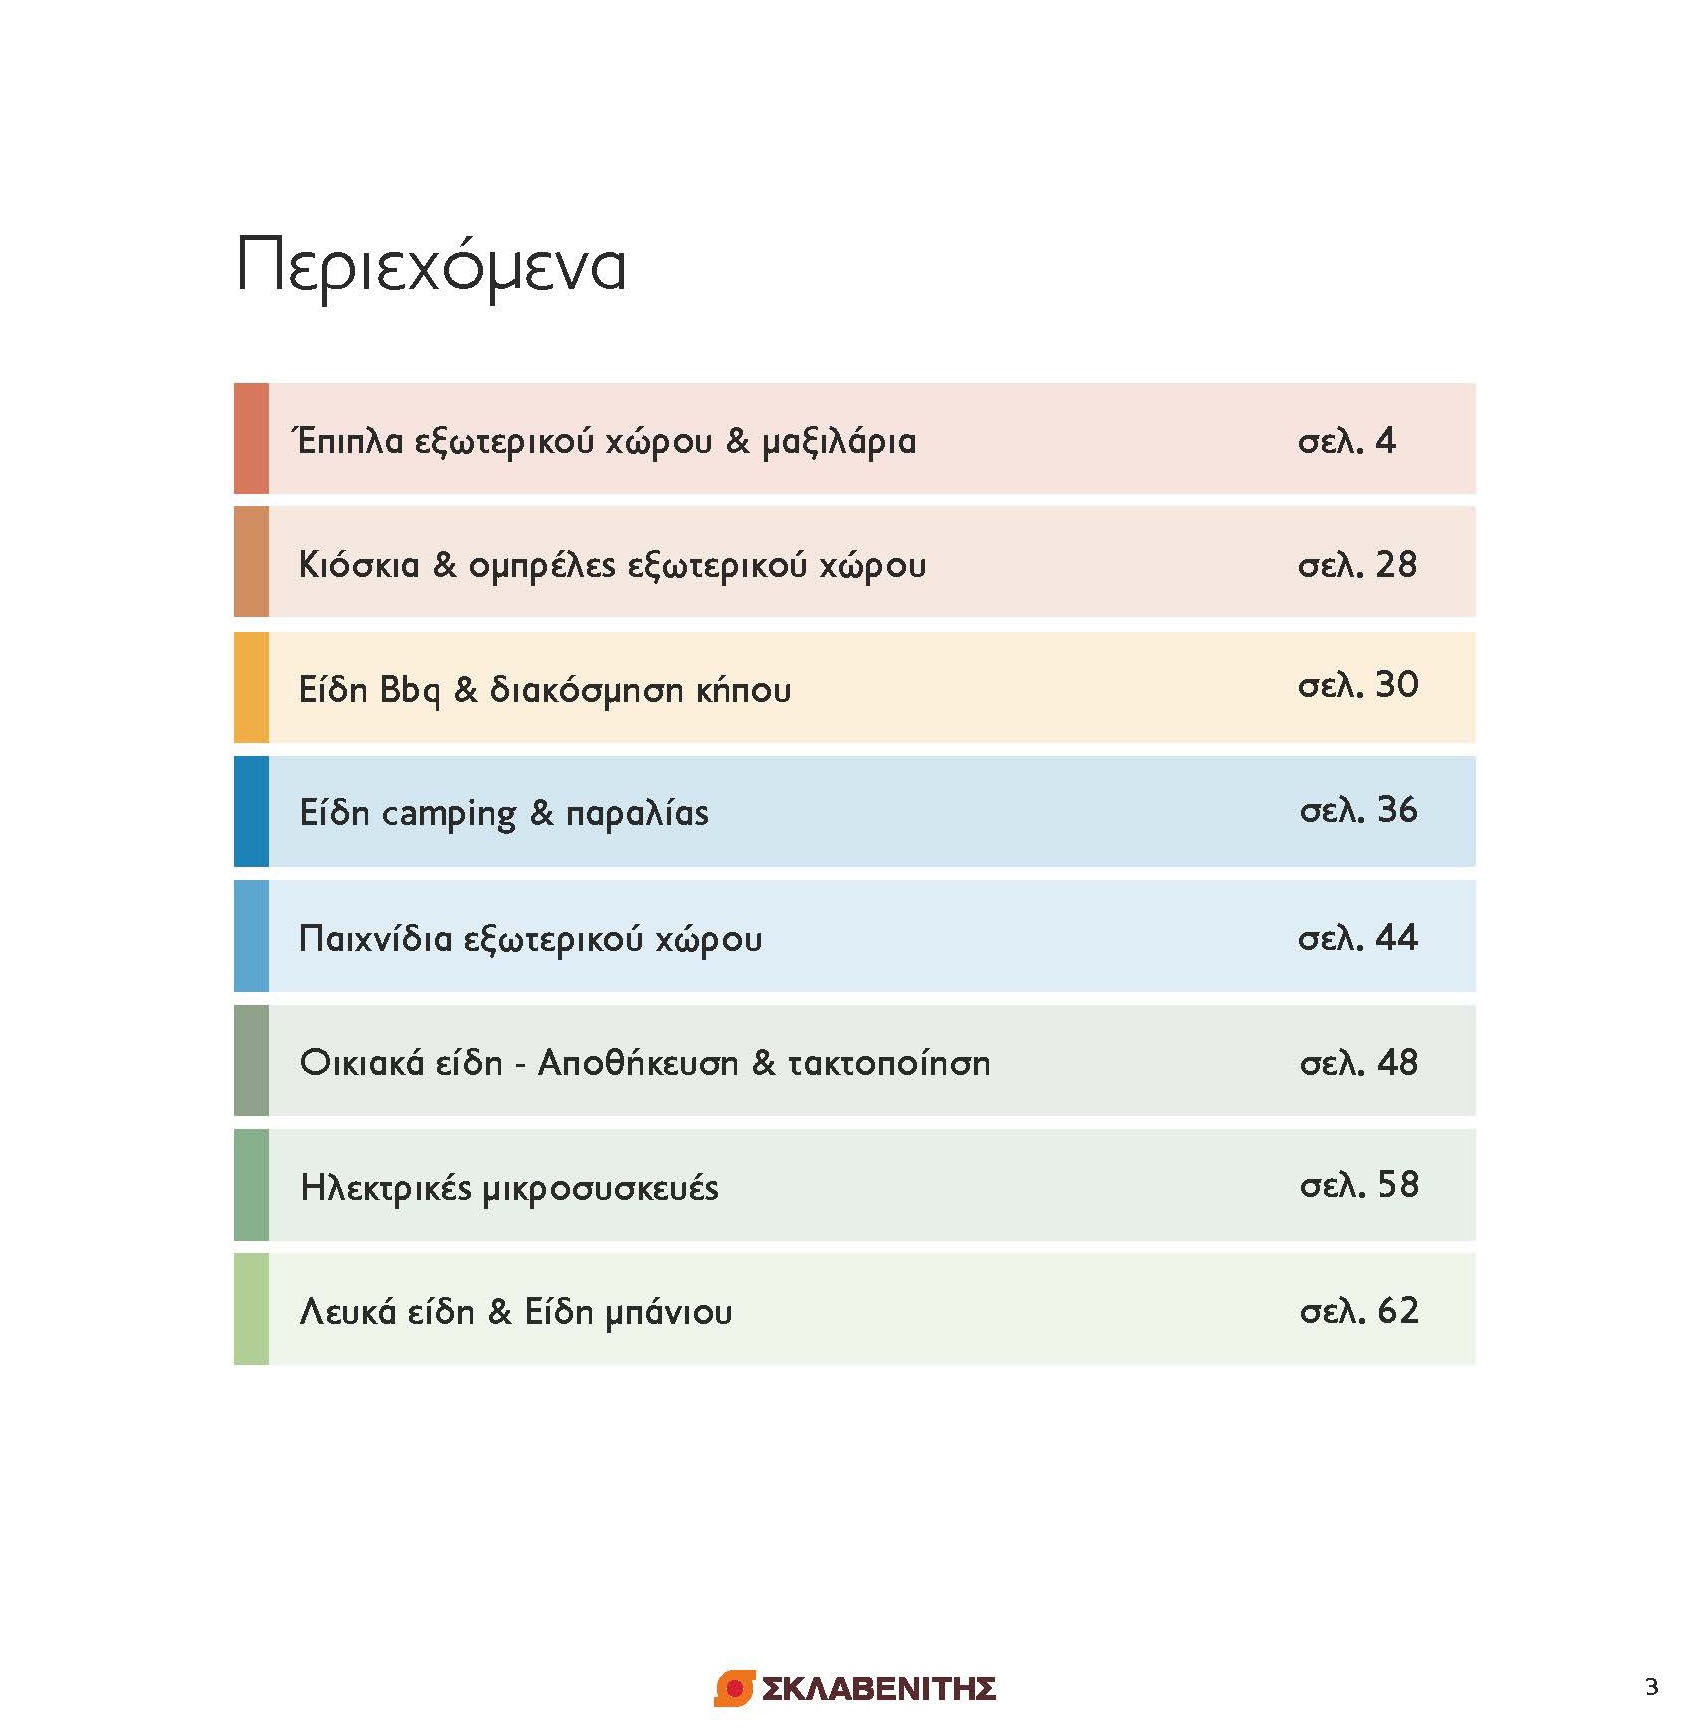 Περιεχόμενα
Έπιπλα εξωτερικού χώρου & μαξιλάρια σελ. 4
Κιόσκια & ομπρέλες εξωτερικού χώρου σελ. 28
Είδη Bbq & διακόσμηση κήπου σελ. 30
Είδη camping & παραλίας σελ. 36
Παιχνίδια εξωτερικού χώρου σελ. 44
Οικιακά είδη - Αποθήκευση & τακτοποίηση σελ. 48
Ηλεκτρικές μικροσυσκευές σελ. 58
Λευκά είδη & Είδη μπάνιου σελ. 62
ΣΚΛΑΒΕΝΙΤΗΣ
3